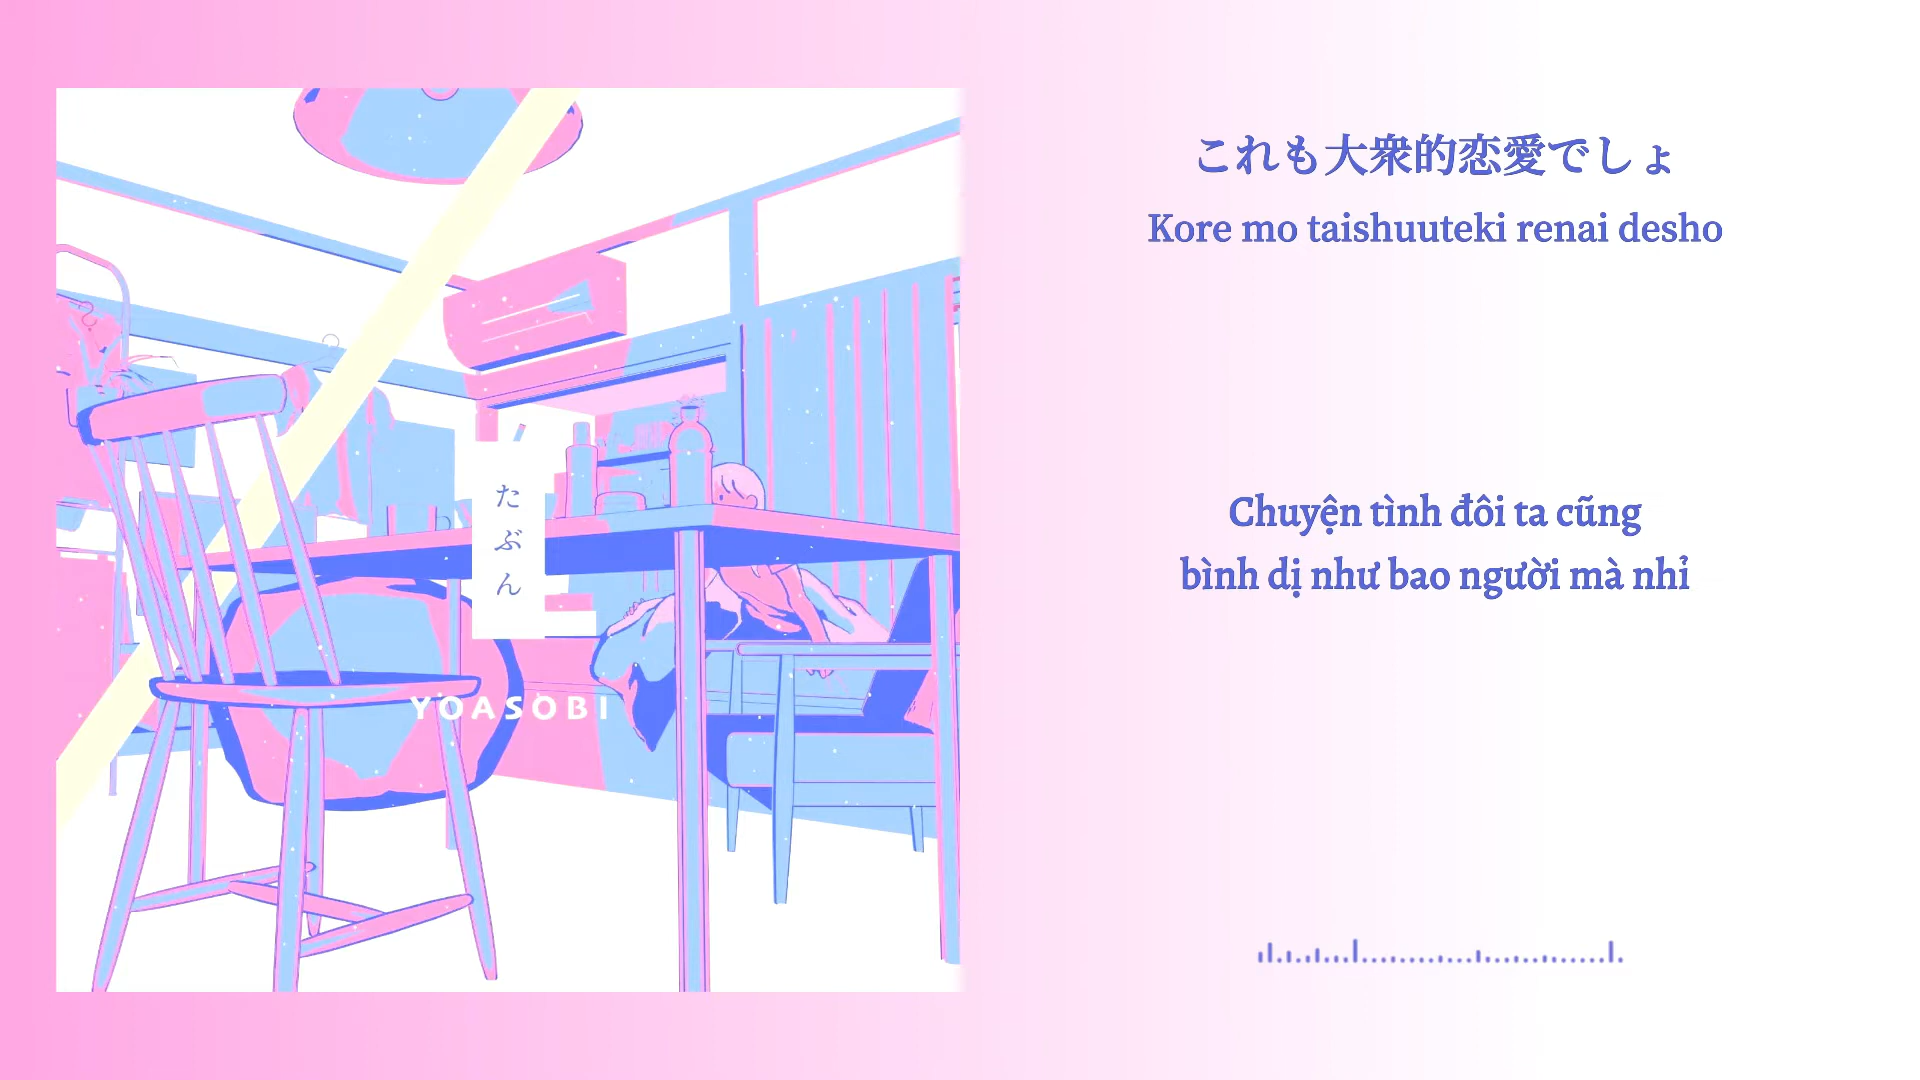 たぶん
YOASOBI
これも大衆的恋愛でしょ
Kore mo taishuuteki renai desho
Chuyện tình đôi ta cũng
bình dị như bao người mà nhỉ